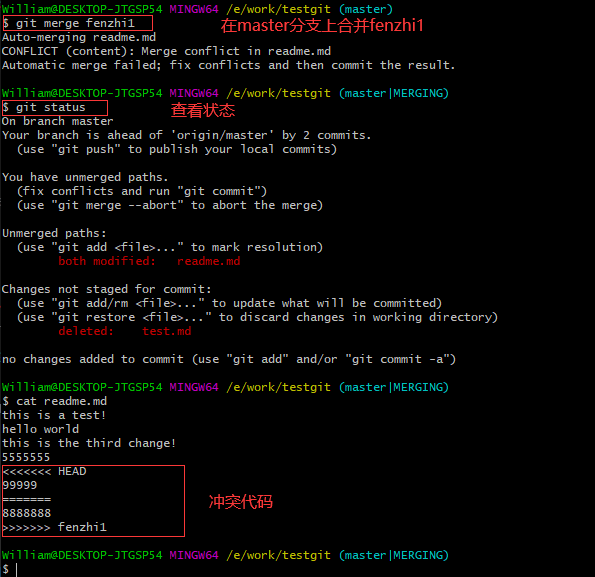 William@DESKTOP-JTGSP54 MINGW64 /e/work/testgit (master)
$ git merge fenzhi1 在master分支上合并fenzhi1
Auto-merging readme.md
CONFLICT (content): Merge conflict in readme.md
Automatic merge failed; fix conflicts and then commit the result.
William@DESKTOP-JTGSP54 MINGW64 /e/work/testgit (master|MERGING)
$ git status 查看状态
On branch master
Your branch is ahead of 'origin/master' by 2 commits.
(use "git push" to publish your local commits)
You have unmerged paths.
(fix conflicts and run "git commit")
(use "git merge --abort" to abort the merge)
Unmerged paths:
(use "git add <file>..." to mark resolution)
both modified: readme.md
Changes not staged for commit:
(use "git add/rm <file>..." to update what will be committed)
(use "git restore <file>..." to discard changes in working directory)
deleted: test.md
no changes added to commit (use "git add" and/or "git commit -a")
William@DESKTOP-JTGSP54 MINGW64 /e/work/testgit (master|MERGING)
$ cat readme.md
this is a test!
hello world
this is the third change!
5555555
<<<<<<< HEAD
99999
=======
冲突代码
8888888
>>>>>>> fenzhi1
William@DESKTOP-JTGSP54 MINGW64 /e/work/testgit (master|MERGING)
$